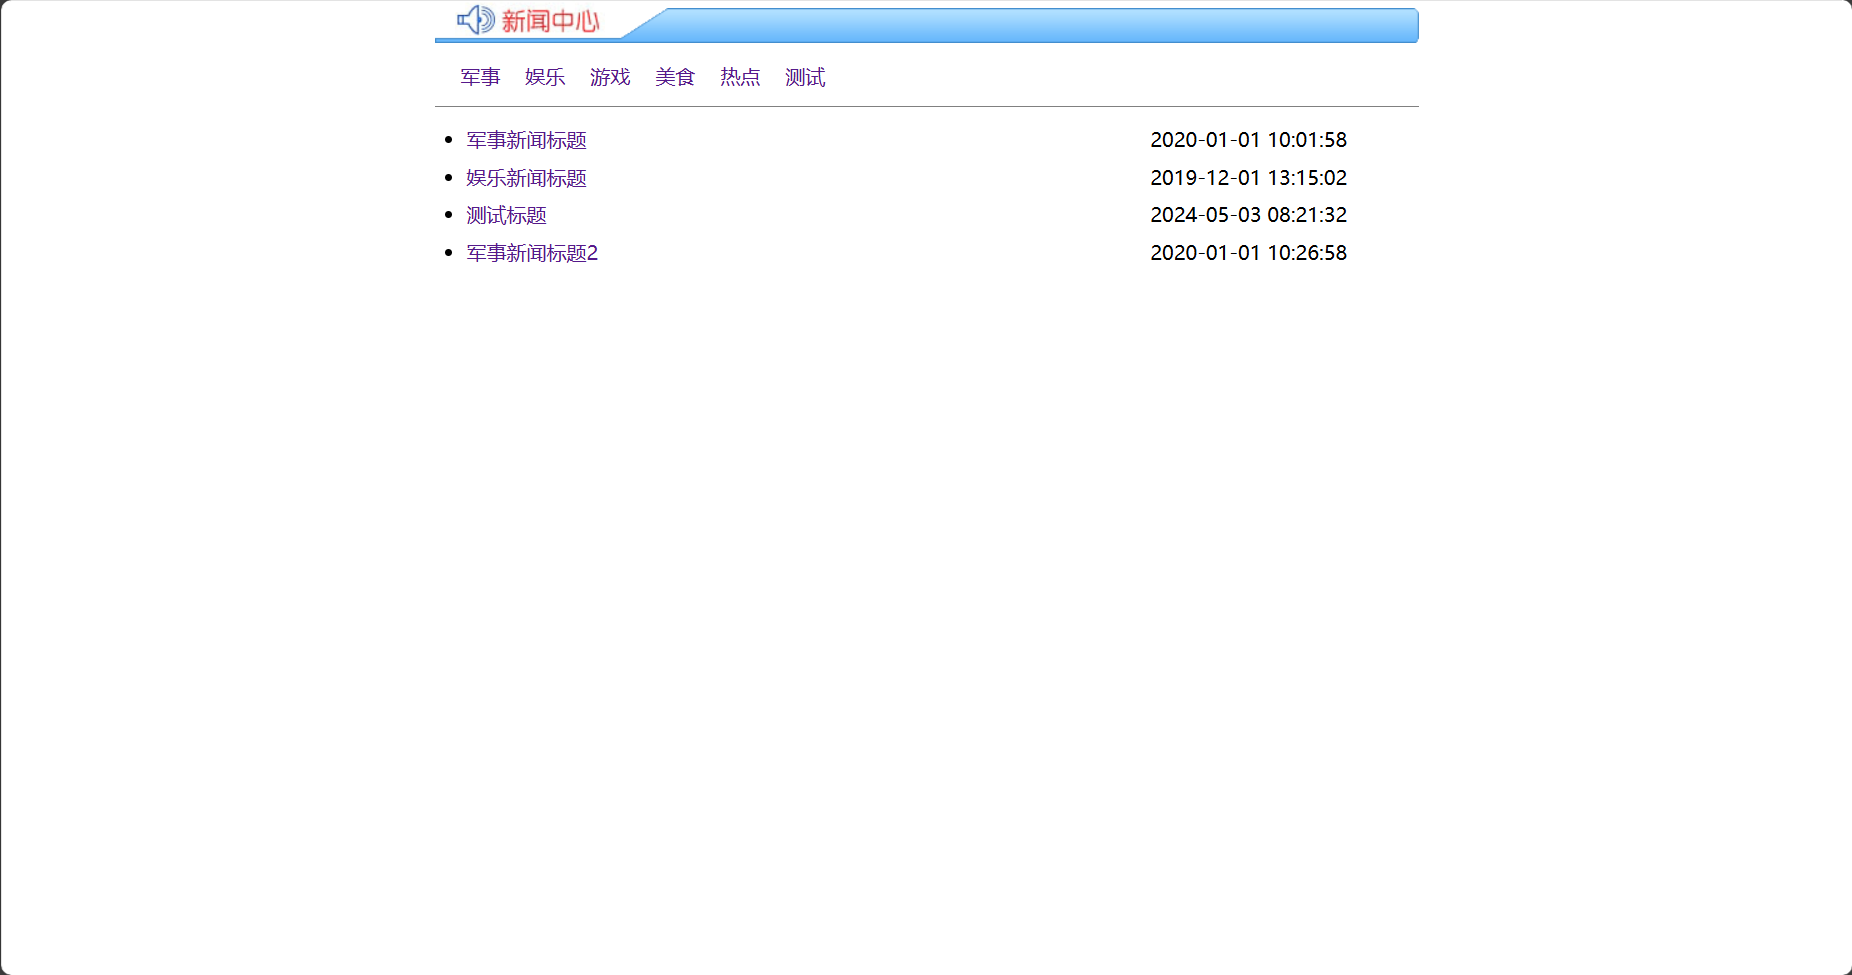 新闻中心
军事 娱乐 游戏 美食 热点 测试
军事新闻标题 2020-01-01 10:01:58
娱乐新闻标题 2019-12-01 13:15:02
测试标题 2024-05-03 08:21:32
军事新闻标题2 2020-01-01 10:26:58